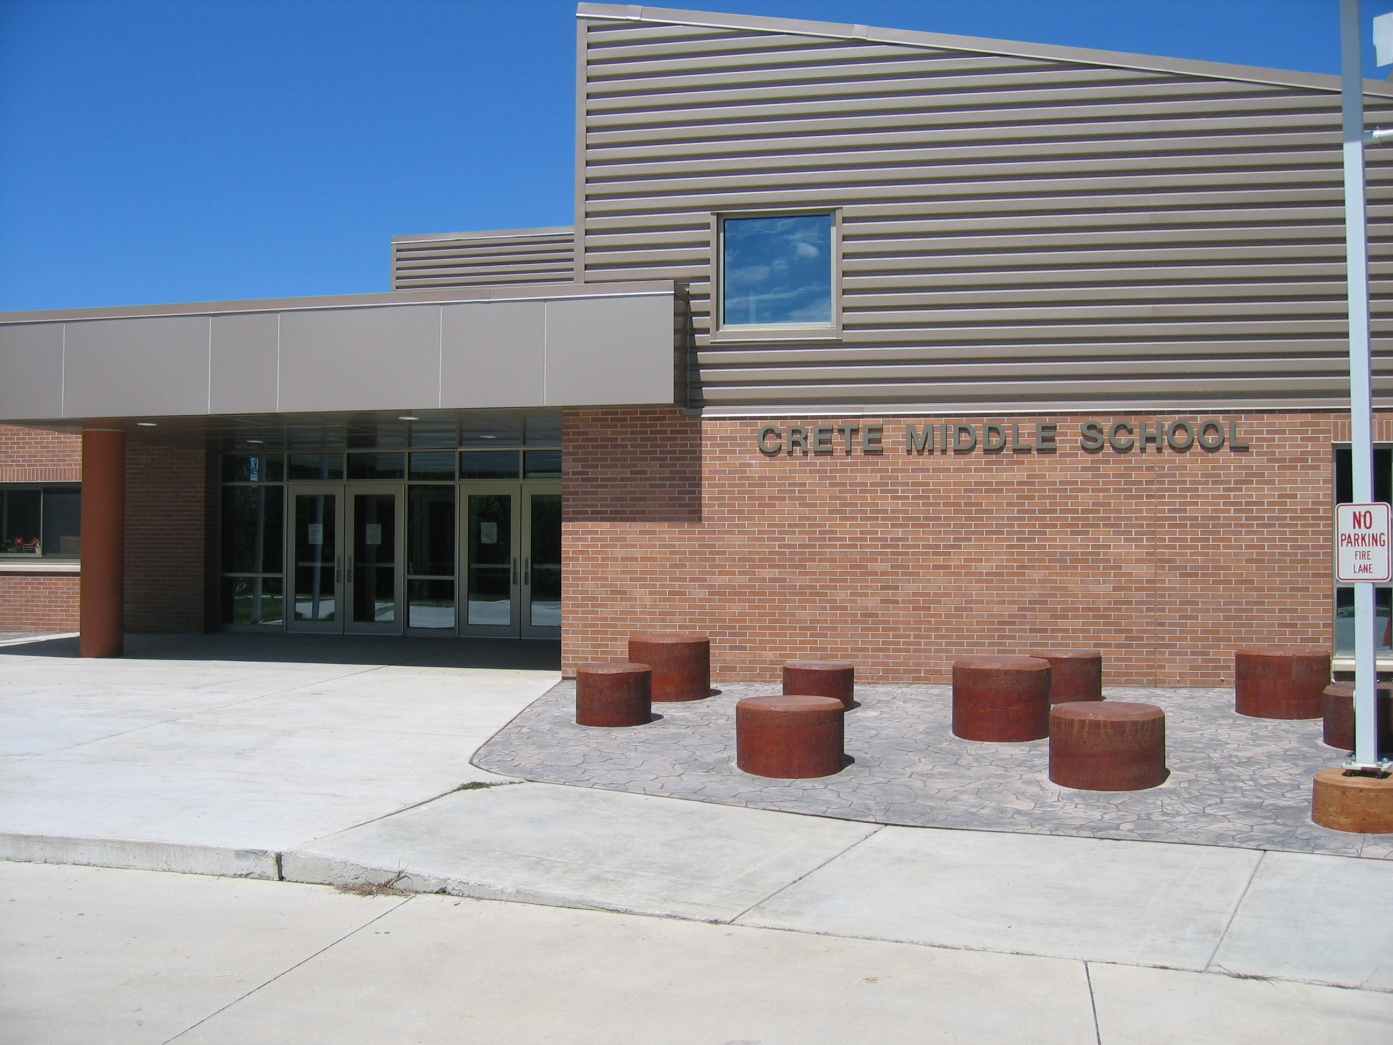 CRETE MIDDLE SCHOOL
NO
PARKING
FIRE
LANE